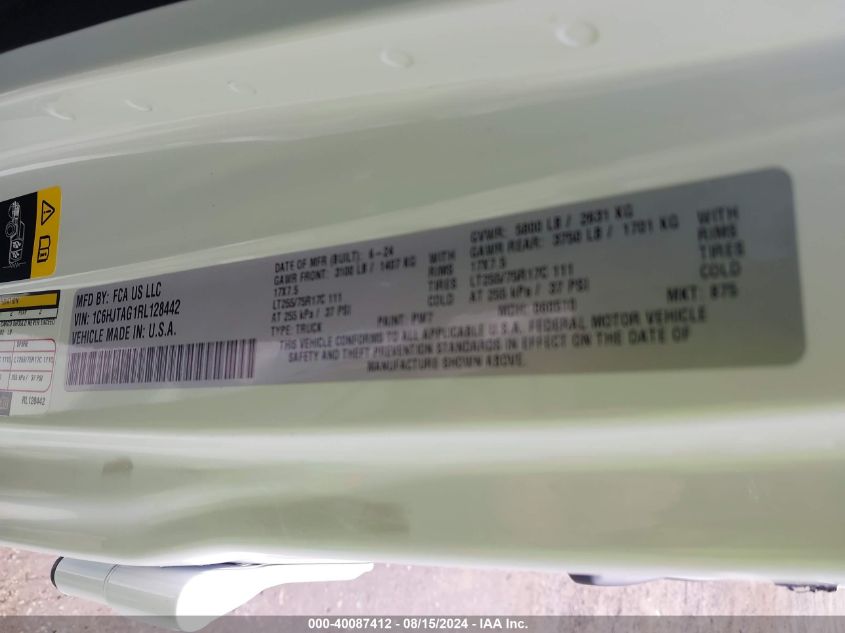 MFD BY: FCA US LLC
VIN: 1C6HJTAG1RL128442
VEHICLE MADE IN U.S.A.
DATE OF MFR (BUILT): 6-24
GAWR FRONT: 3100 LB / 1407 KG WITH
17X7.5 RIMS
LT255/75R17C 111 TIRES
AT 255 kPa / 37 PSI COLD
TYPE: TRUCK PAINT: PW7
GVWR: 5800 LB / 2631 KG
GAWR REAR: 3750 LB / 1701 KG WITH
17X7.5 RIMS
LT255/75R17C 111 TIRES
AT 255 kPa / 37 PSI COLD
MDH: 060510 MKT: 875
THIS VEHICLE CONFORMS TO ALL APPLICABLE U.S.A. FEDERAL MOTOR VEHICLE
SAFETY AND THEFT PREVENTION STANDARDS IN EFFECT ON THE DATE OF
MANUFACTURE SHOWN ABOVE.
RL128442
000-40087412 - 08/15/2024 - IAA Inc.